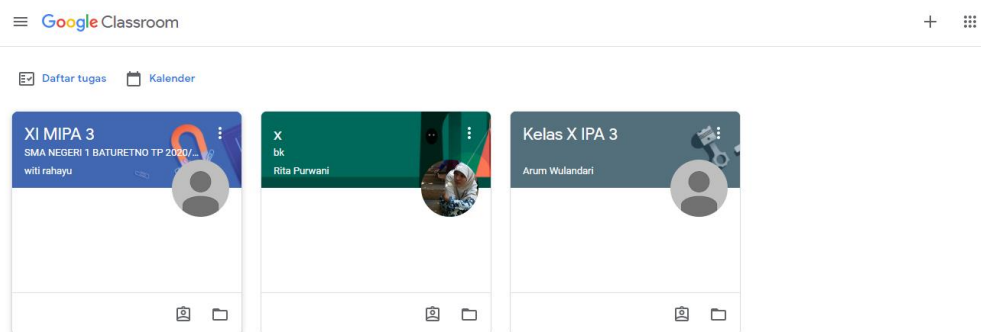 Google Classroom
Daftar tugas
Kalender
XI MIPA 3
SMA NEGERI 1 BATURETNO TP 2020/...
witi rahayu
x
bk
Rita Purwani
Kelas X IPA 3
Arum Wulandari